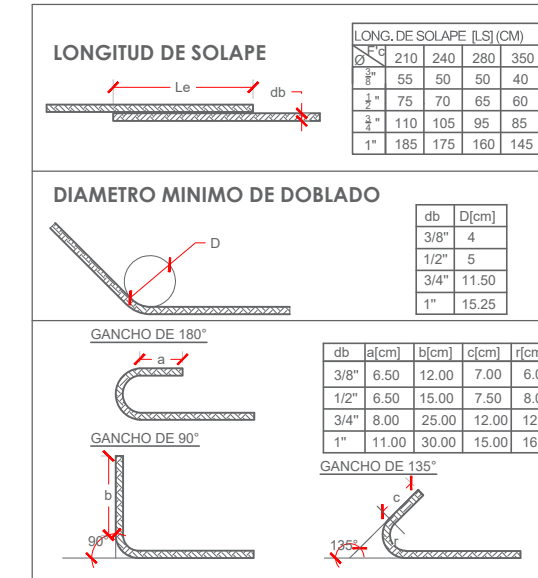 LONGITUD DE SOLAPE
Le
db
LONG. DE SOLAPE [LS] (CM)
Ø F'c 210 240 280 350
3/8" 55 50 50 40
1/2" 75 70 65 60
3/4" 110 105 95 85
1" 185 175 160 145
DIAMETRO MINIMO DE DOBLADO
D
db D[cm]
3/8" 4
1/2" 5
3/4" 11.50
1" 15.25
GANCHO DE 180°
a
db a[cm] b[cm] c[cm]
3/8" 6.50 12.00 7.00
1/2" 6.50 15.00 7.50
3/4" 8.00 25.00 12.00
1" 11.00 30.00 15.00
GANCHO DE 90°
b
90°
GANCHO DE 135°
c
r
135°